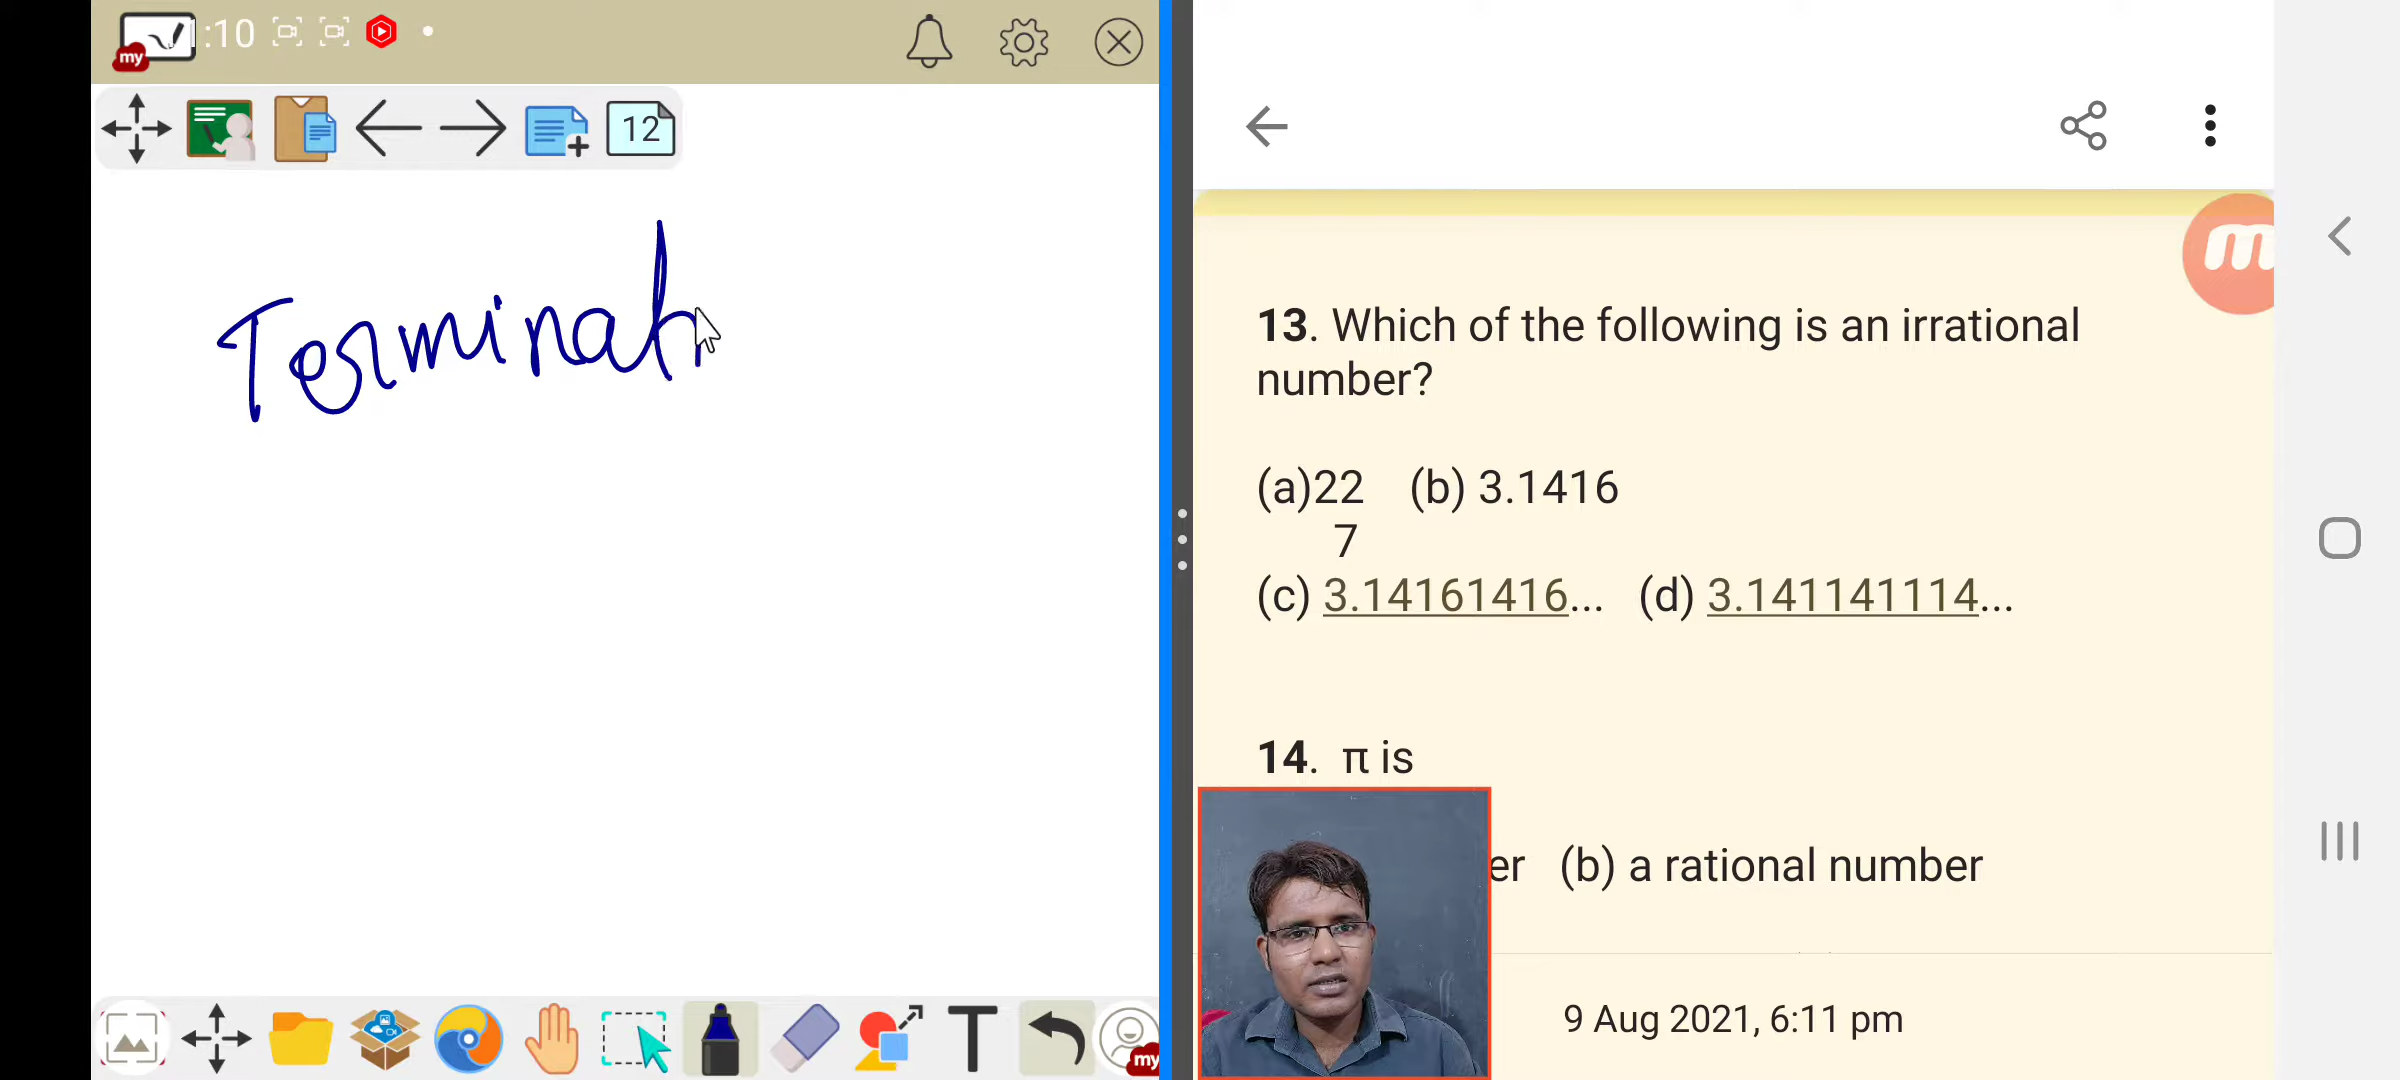 :10
my
12
Terminati
13. Which of the following is an irrational
number?
(a)22 (b) 3.1416
7
(c) 3.14161416... (d) 3.141141114...
14. π is
er (b) a rational number
9 Aug 2021, 6:11 pm
T
my